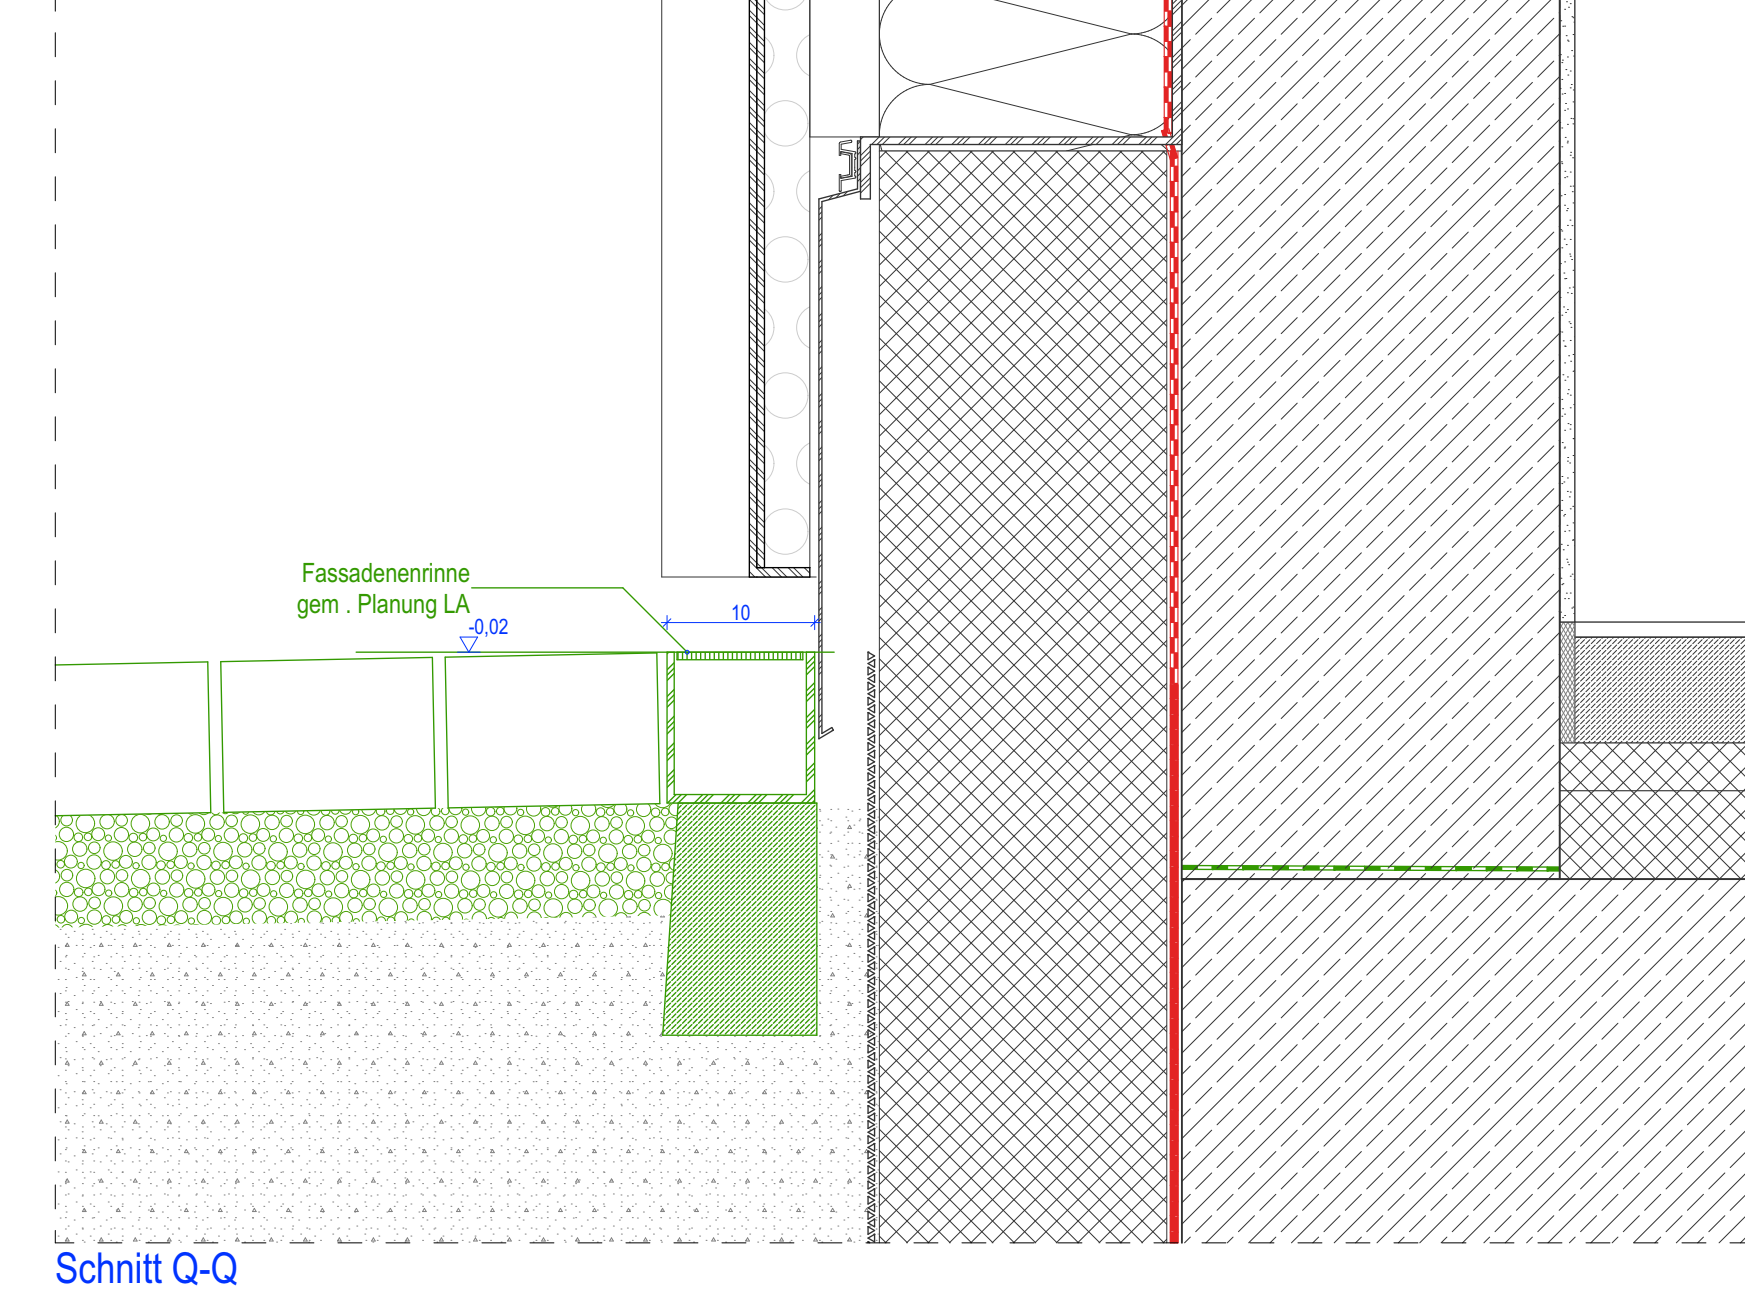 Fassadenenrinne
gem . Planung LA
-0,02
10
Schnitt Q-Q